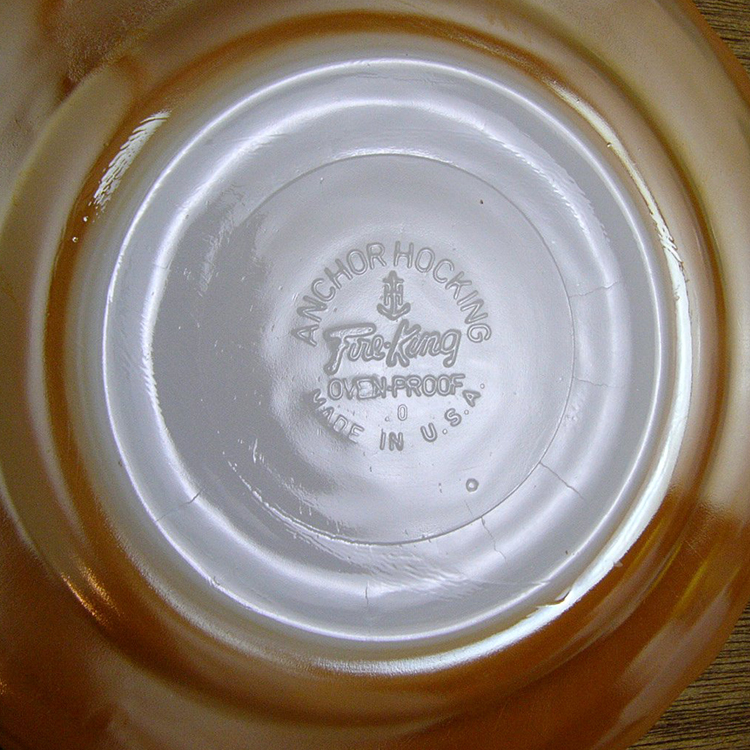 ANCHOR HOCKING
Fire-King
OVEN-PROOF
.0
MADE IN U.S.A.